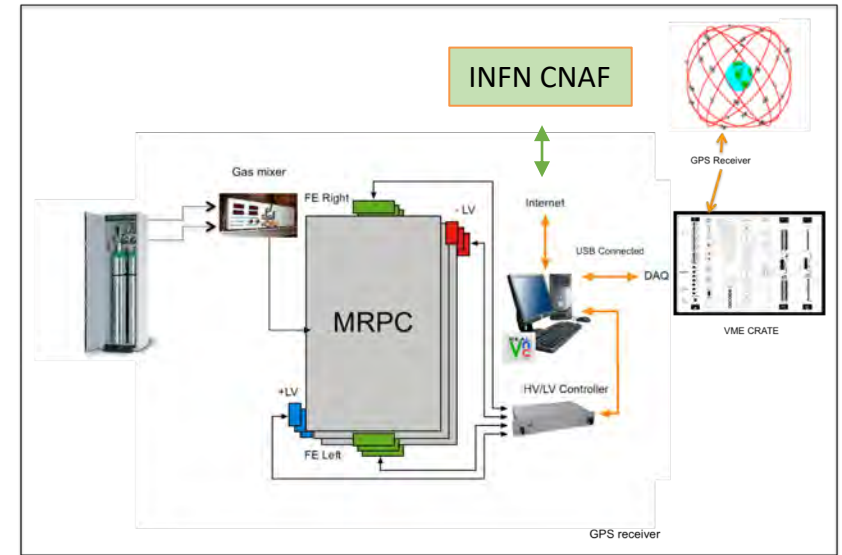 INFN CNAF
GPS Receiver
Gas mixer
FE Right
- LV
Internet
USB Connected
DAQ
MRPC
VME CRATE
+LV
HV/LV Controller
FE Left
GPS receiver